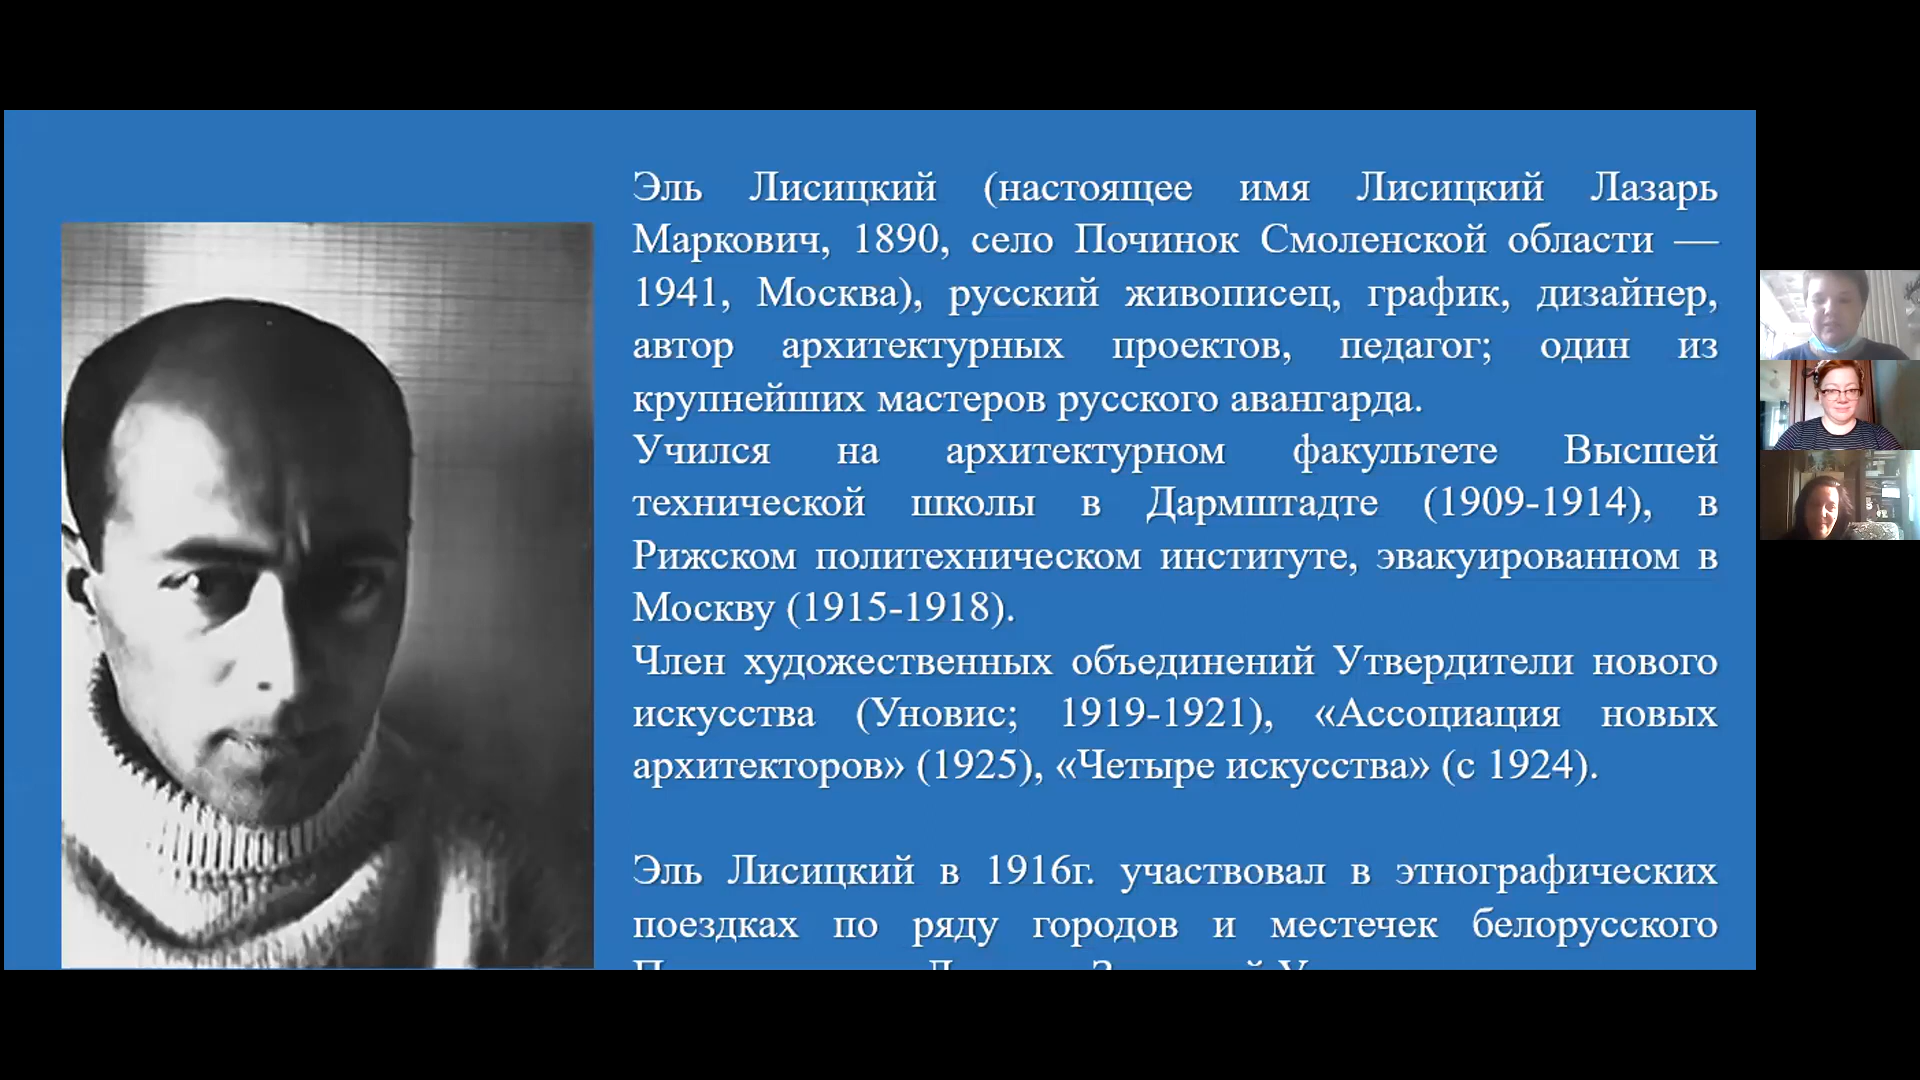 Эль Лисицкий (настоящее имя Лисицкий Лазарь
Маркович, 1890, село Починок Смоленской области —
1941, Москва), русский живописец, график, дизайнер,
автор архитектурных проектов, педагог; один из
крупнейших мастеров русского авангарда.
Учился на архитектурном факультете Высшей
технической школы в Дармштадте (1909-1914), в
Рижском политехническом институте, эвакуированном в
Москву (1915-1918).
Член художественных объединений Утвердители нового
искусства (Уновис; 1919-1921), «Ассоциация новых
архитекторов» (1925), «Четыре искусства» (с 1924).
Эль Лисицкий в 1916г. участвовал в этнографических
поездках по ряду городов и местечек белорусского